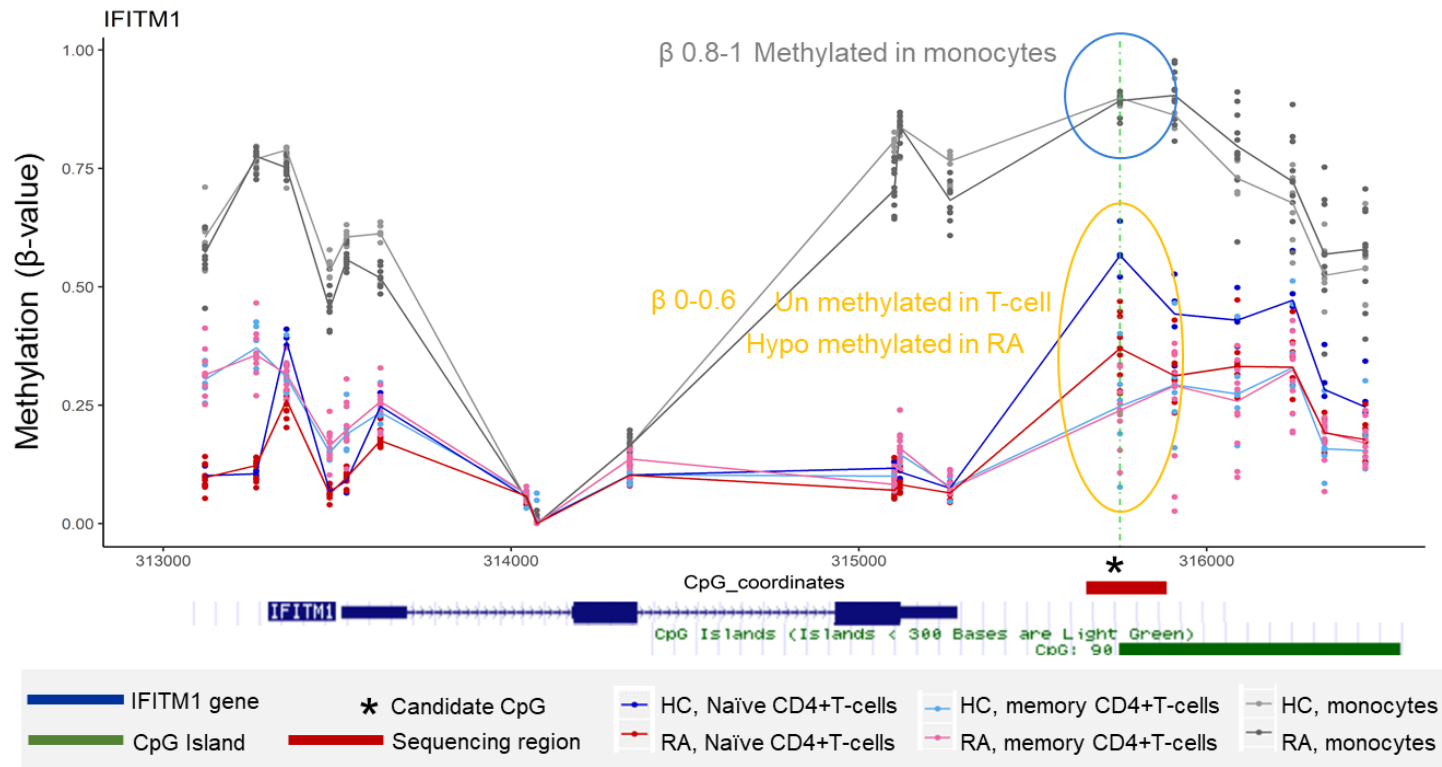 IFITM1
1.00
β 0.8-1 Methylated in monocytes
0.75
Methylation (β-value)
0.50
β 0-0.6 Un methylated in T-cell
Hypo methylated in RA
0.25
0.00
313000 314000 315000 316000
*
CpG_coordinates
IFITM1
CpG Islands (Islands < 300 Bases are Light Green)
CpG: 90
IFITM1 gene * Candidate CpG HC, Naïve CD4+T-cells HC, memory CD4+T-cells HC, monocytes
CpG Island Sequencing region RA, Naïve CD4+T-cells RA, memory CD4+T-cells RA, monocytes